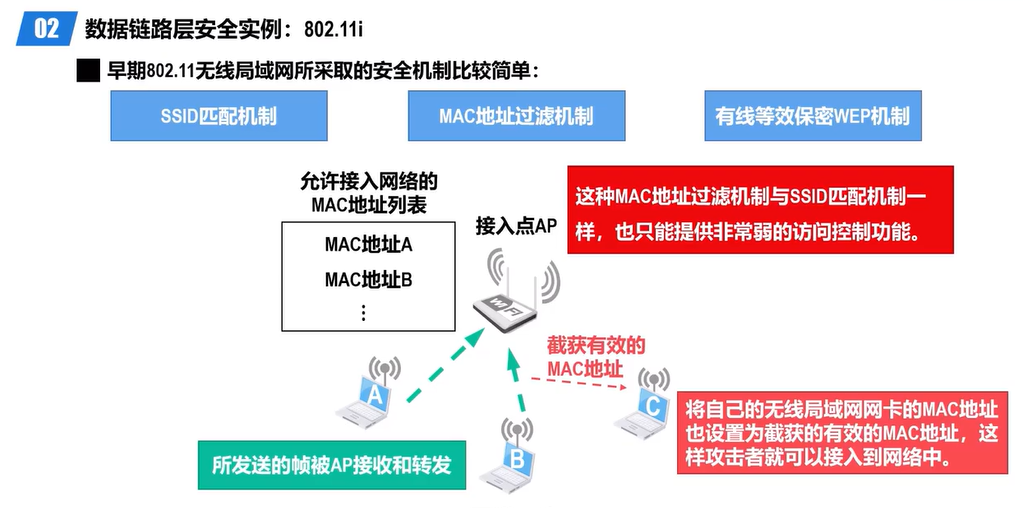 02 数据链路层安全实例：802.11i
早期802.11无线局域网所采取的安全机制比较简单：
SSID匹配机制
MAC地址过滤机制
有线等效保密WEP机制
允许接入网络的
MAC地址列表
MAC地址A
MAC地址B
⋮
接入点AP
这种MAC地址过滤机制与SSID匹配机制一
样，也只能提供非常弱的访问控制功能。
WiFi
截获有效的
MAC地址
A
B
C
所发送的帧被AP接收和转发
将自己的无线局域网网卡的MAC地址
也设置为截获的有效的MAC地址，这
样攻击者就可以接入到网络中。